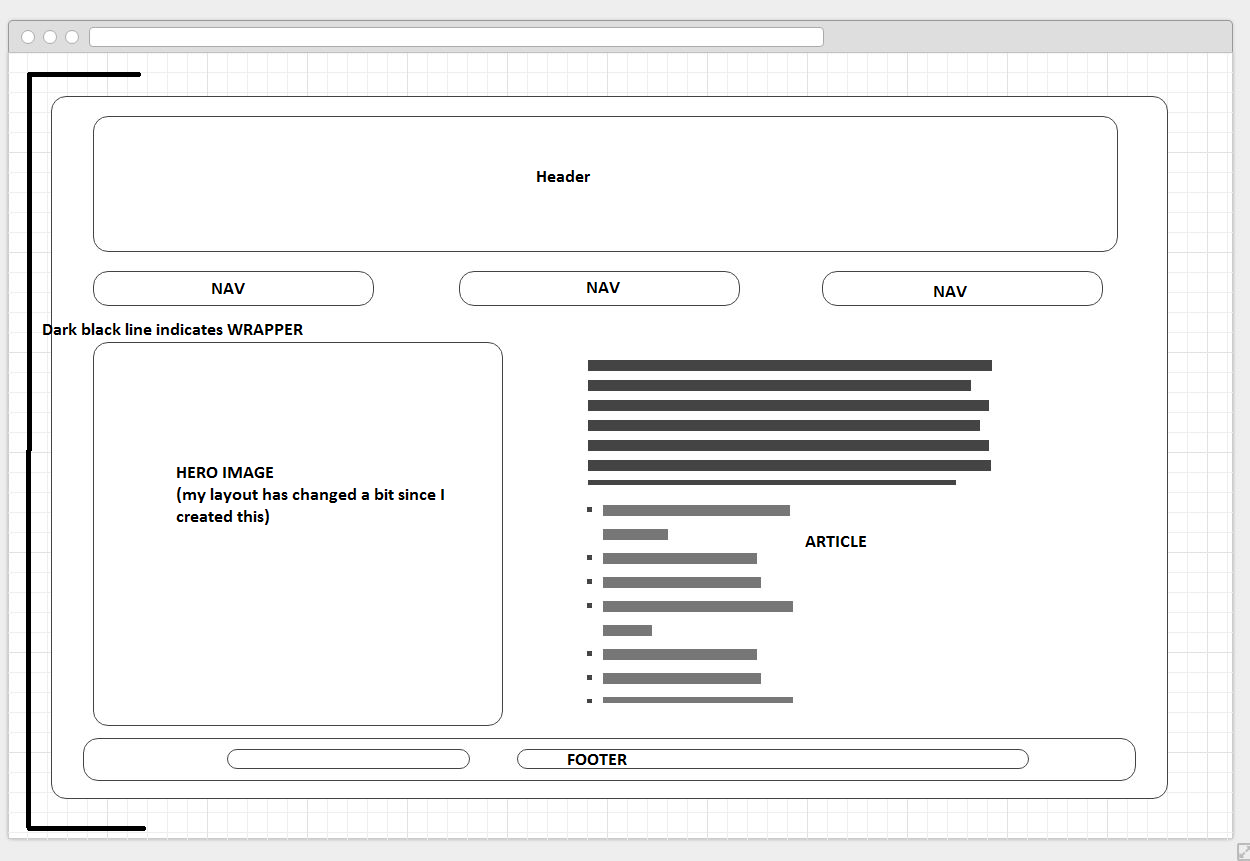 Header
NAV
NAV
NAV
Dark black line indicates WRAPPER
HERO IMAGE
(my layout has changed a bit since I
created this)
ARTICLE
FOOTER